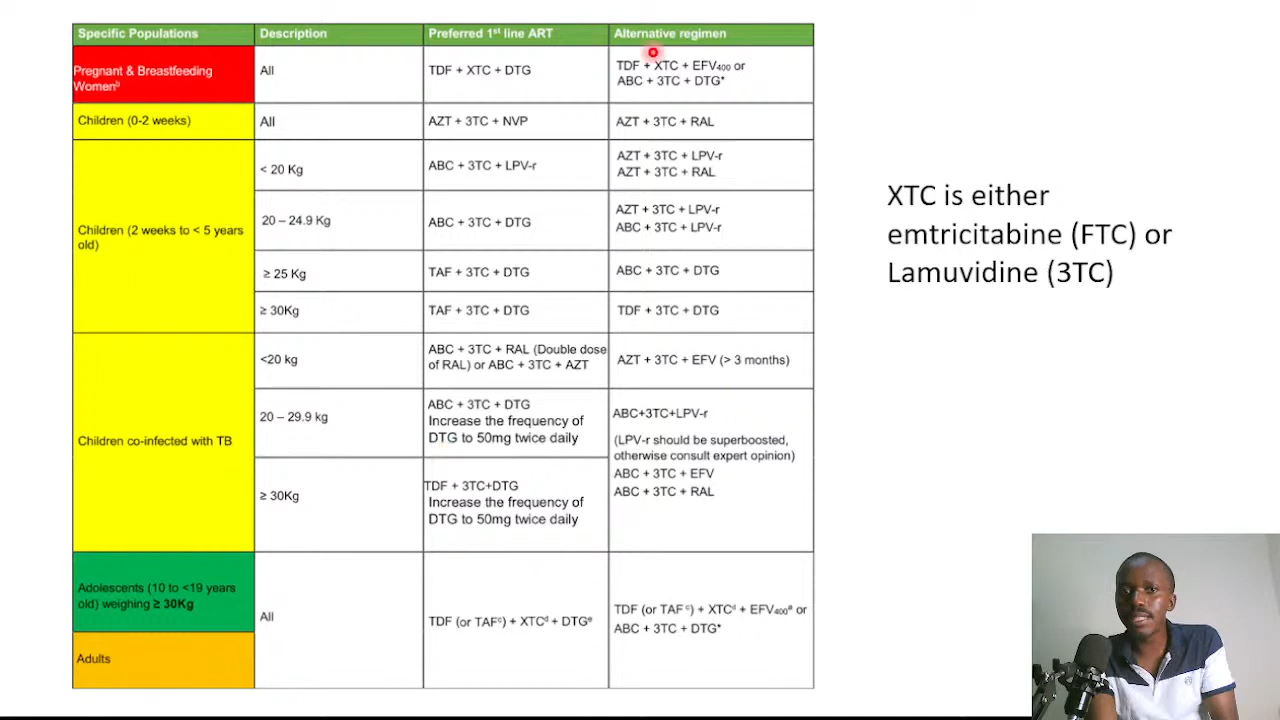 Specific Populations
Description
Preferred 1st line ART
Alternative regimen
Pregnant & Breastfeeding
Womenᵇ
All
TDF + XTC + DTG
TDF + XTC + EFV₄₀₀ or
ABC + 3TC + DTG*
Children (0-2 weeks)
All
AZT + 3TC + NVP
AZT + 3TC + RAL
Children (2 weeks to < 5 years
old)
< 20 Kg
ABC + 3TC + LPV-r
AZT + 3TC + LPV-r
AZT + 3TC + RAL
20 – 24.9 Kg
ABC + 3TC + DTG
AZT + 3TC + LPV-r
ABC + 3TC + LPV-r
≥ 25 Kg
TAF + 3TC + DTG
ABC + 3TC + DTG
≥ 30Kg
TAF + 3TC + DTG
TDF + 3TC + DTG
Children co-infected with TB
<20 kg
ABC + 3TC + RAL (Double dose
of RAL) or ABC + 3TC + AZT
AZT + 3TC + EFV (> 3 months)
20 – 29.9 kg
ABC + 3TC + DTG
Increase the frequency of
DTG to 50mg twice daily
ABC+3TC+LPV-r
(LPV-r should be superboosted,
otherwise consult expert opinion)
ABC + 3TC + EFV
ABC + 3TC + RAL
≥ 30Kg
TDF + 3TC+DTG
Increase the frequency of
DTG to 50mg twice daily
Adolescents (10 to <19 years
old) weighing ≥ 30Kg
Adults
All
TDF (or TAFᶜ) + XTCᵈ + DTGᵉ
TDF (or TAF ᶜ) + XTCᵈ + EFV₄₀₀ᵉ or
ABC + 3TC + DTG*
XTC is either
emtricitabine (FTC) or
Lamuvidine (3TC)